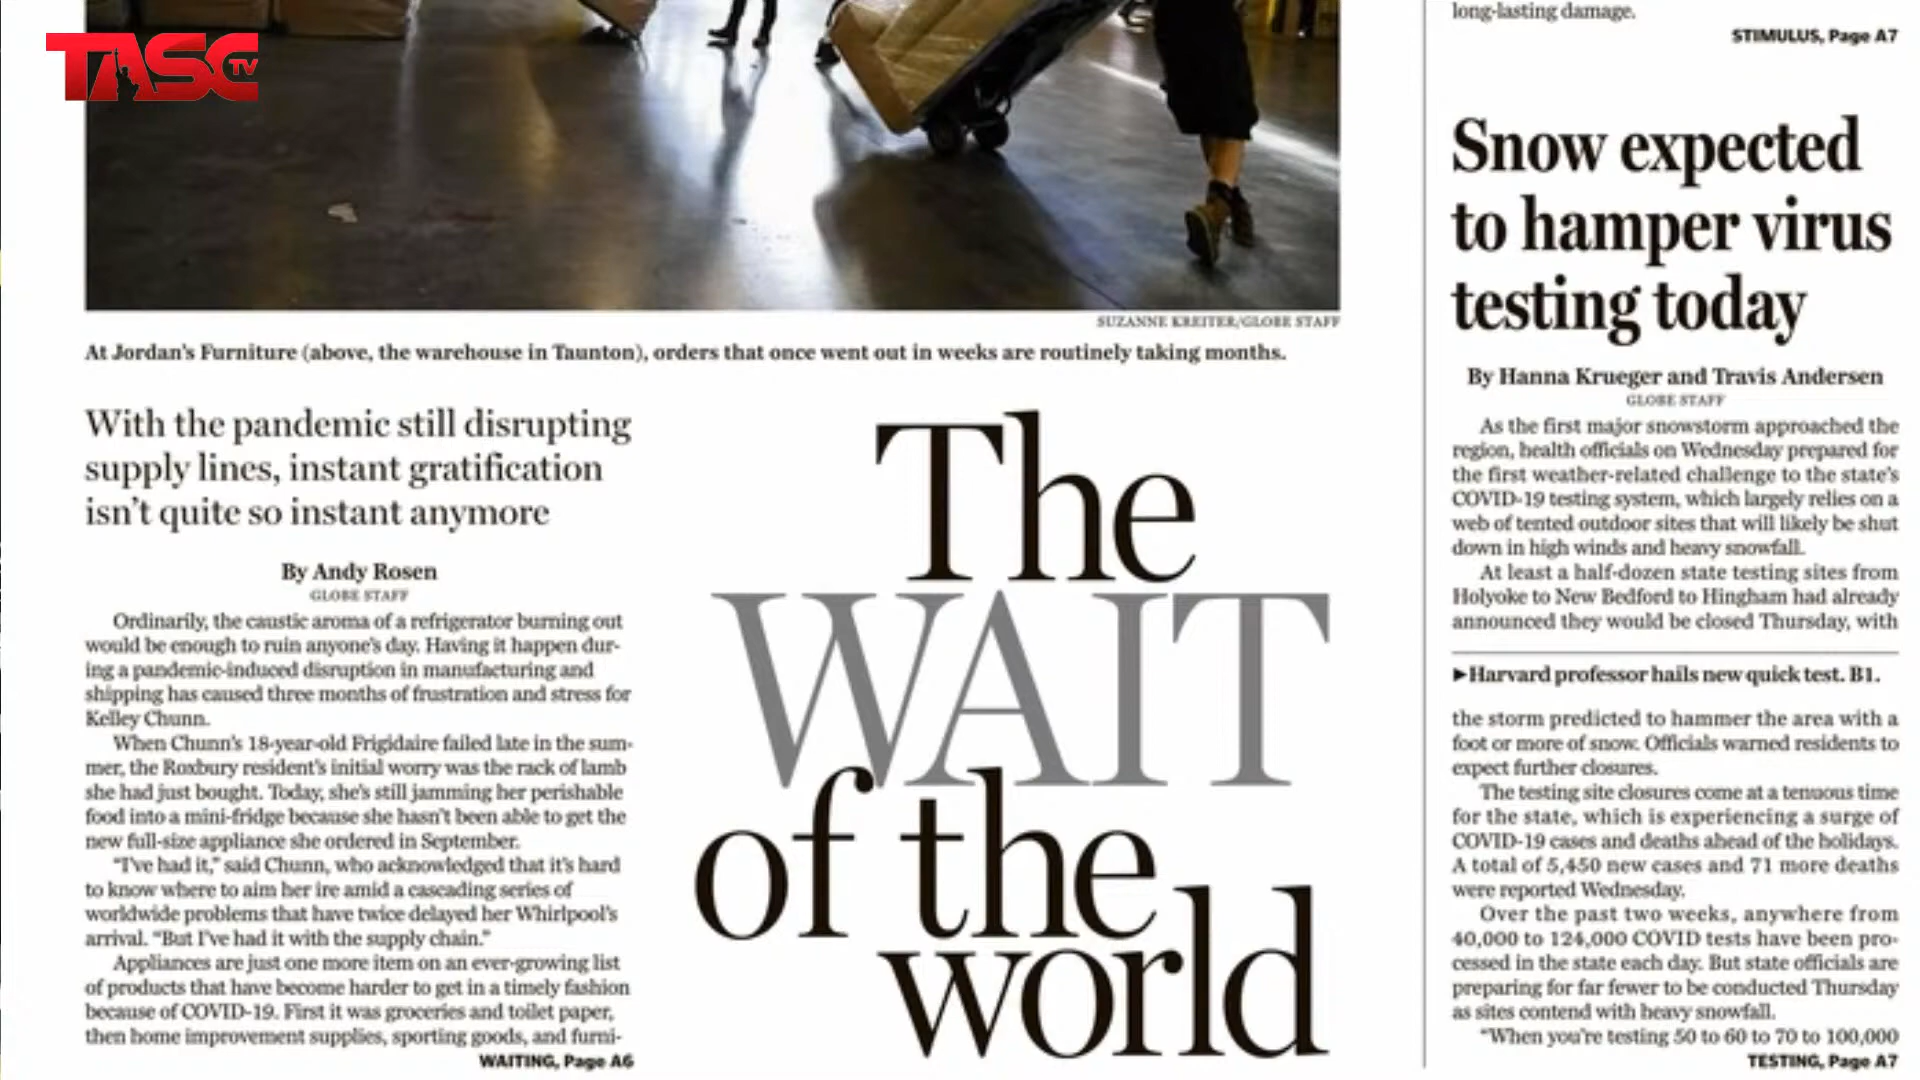 TASC TV
SUZANNE KREITER/GLOBE STAFF
At Jordan's Furniture (above, the warehouse in Taunton), orders that once went out in weeks are routinely taking months.
With the pandemic still disrupting
supply lines, instant gratification
isn't quite so instant anymore
By Andy Rosen
GLOBE STAFF
Ordinarily, the caustic aroma of a refrigerator burning out
would be enough to ruin anyone's day. Having it happen dur-
ing a pandemic-induced disruption in manufacturing and
shipping has caused three months of frustration and stress for
Kelley Chunn.
When Chunn's 18-year-old Frigidaire failed late in the sum-
mer, the Roxbury resident's initial worry was the rack of lamb
she had just bought. Today, she's still jamming her perishable
food into a mini-fridge because she hasn't been able to get the
new full-size appliance she ordered in September.
"I've had it," said Chunn, who acknowledged that it's hard
to know where to aim her ire amid a cascading series of
worldwide problems that have twice delayed her Whirlpool's
arrival. "But I've had it with the supply chain."
Appliances are just one more item on an ever-growing list
of products that have become harder to get in a timely fashion
because of COVID-19. First it was groceries and toilet paper,
then home improvement supplies, sporting goods, and furni-
WAITING, Page A6
The
WAIT
of the
world
long-lasting damage.
STIMULUS, Page A7
Snow expected
to hamper virus
testing today
By Hanna Krueger and Travis Andersen
GLOBE STAFF
As the first major snowstorm approached the
region, health officials on Wednesday prepared for
the first weather-related challenge to the state's
COVID-19 testing system, which largely relies on a
web of tented outdoor sites that will likely be shut
down in high winds and heavy snowfall.
At least a half-dozen state testing sites from
Holyoke to New Bedford to Hingham had already
announced they would be closed Thursday, with
▶Harvard professor hails new quick test. B1.
the storm predicted to hammer the area with a
foot or more of snow. Officials warned residents to
expect further closures.
The testing site closures come at a tenuous time
for the state, which is experiencing a surge of
COVID-19 cases and deaths ahead of the holidays.
A total of 5,450 new cases and 71 more deaths
were reported Wednesday.
Over the past two weeks, anywhere from
40,000 to 124,000 COVID tests have been pro-
cessed in the state each day. But state officials are
preparing for far fewer to be conducted Thursday
as sites contend with heavy snowfall.
"When you're testing 50 to 60 to 70 to 100,000
TESTING, Page A7